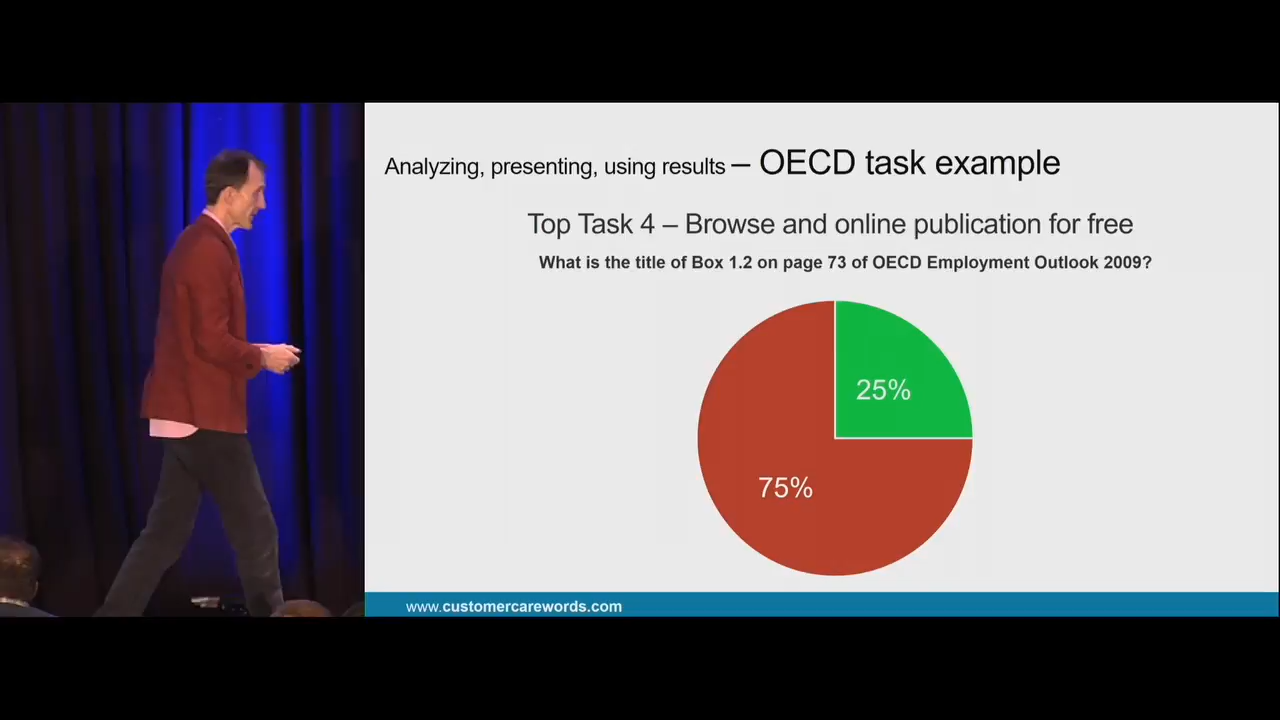 Analyzing, presenting, using results – OECD task example
Top Task 4 – Browse and online publication for free
What is the title of Box 1.2 on page 73 of OECD Employment Outlook 2009?
25%
75%
www.customercarewords.com